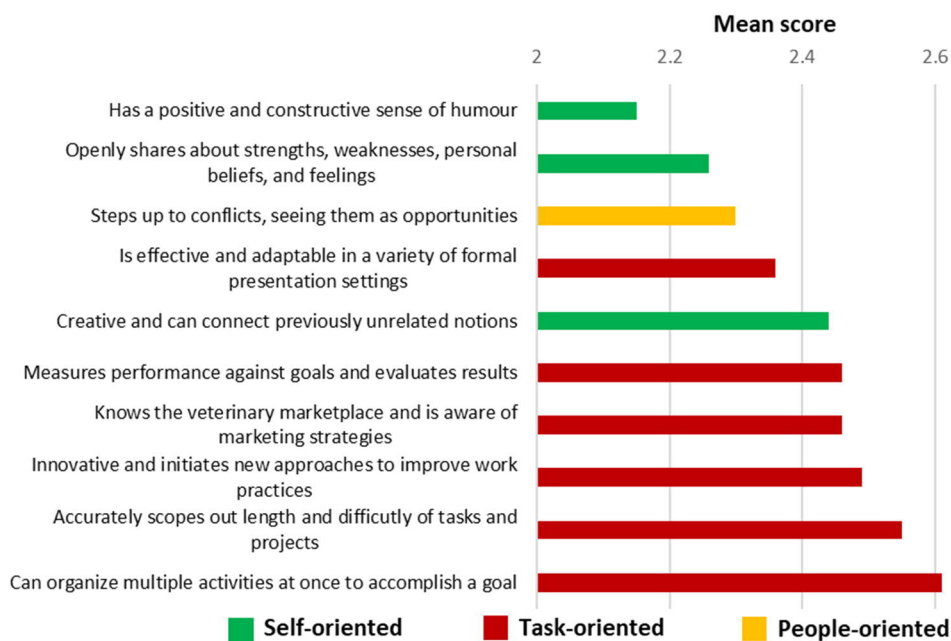 Mean score
2 2.2 2.4 2.6
Has a positive and constructive sense of humour
Openly shares about strengths, weaknesses, personal
beliefs, and feelings
Steps up to conflicts, seeing them as opportunities
Is effective and adaptable in a variety of formal
presentation settings
Creative and can connect previously unrelated notions
Measures performance against goals and evaluates results
Knows the veterinary marketplace and is aware of
marketing strategies
Innovative and initiates new approaches to improve work
practices
Accurately scopes out length and difficutly of tasks and
projects
Can organize multiple activities at once to accomplish a goal
Self-oriented Task-oriented People-oriented